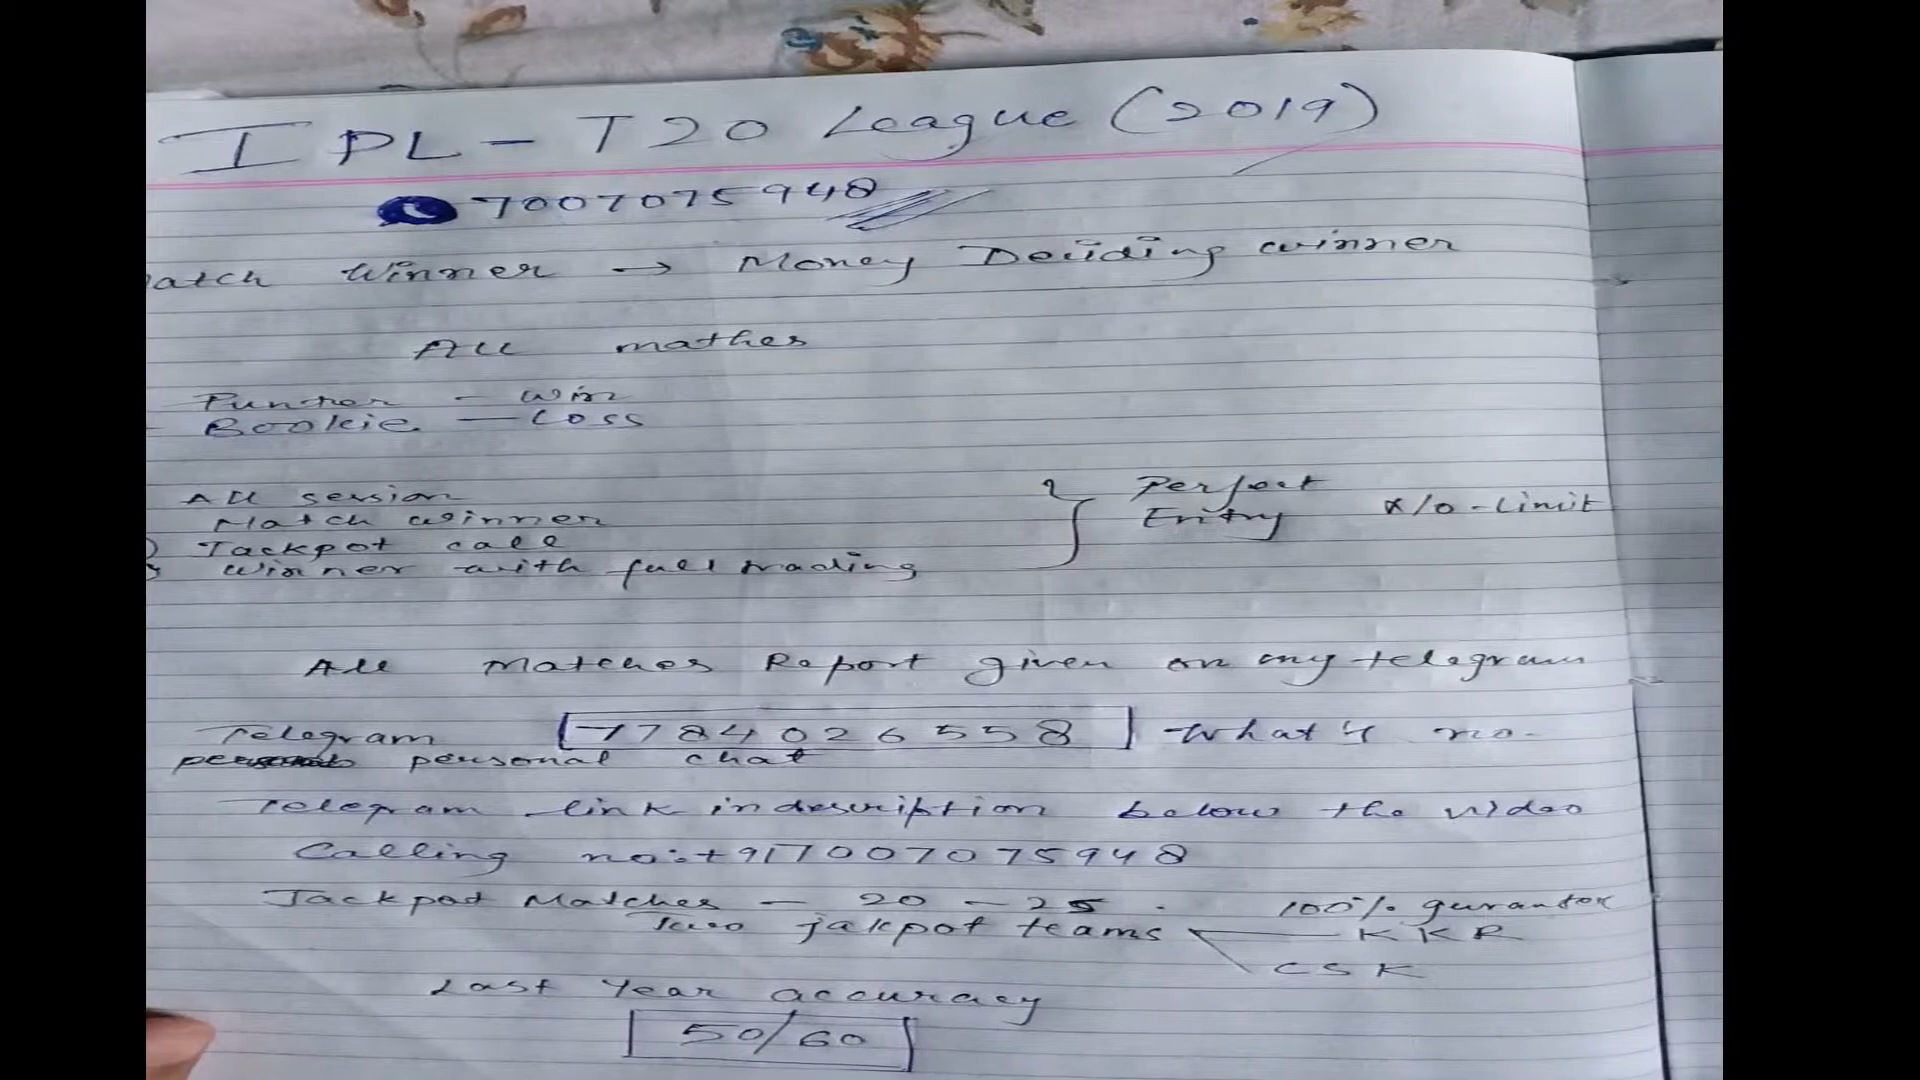 IPL - T20 League (2019)
7007075948
atch Winner → Money Deciding winner
All mathes
Punter - Win
Bookie - Loss
All session
Match winner
Jackpot call
Winner with full trading
Perfect
Entry
K/O - Limit
All Matches Report given on my telegram
Telegram [7784026558] What's no.
personal chat
Telegram link in description below the video
Calling no:+917007075948
Jackpot Matches - 20 - 25. 100% gurantee
Two jakpot teams KKR
CSK
Last Year accuracy
50/60